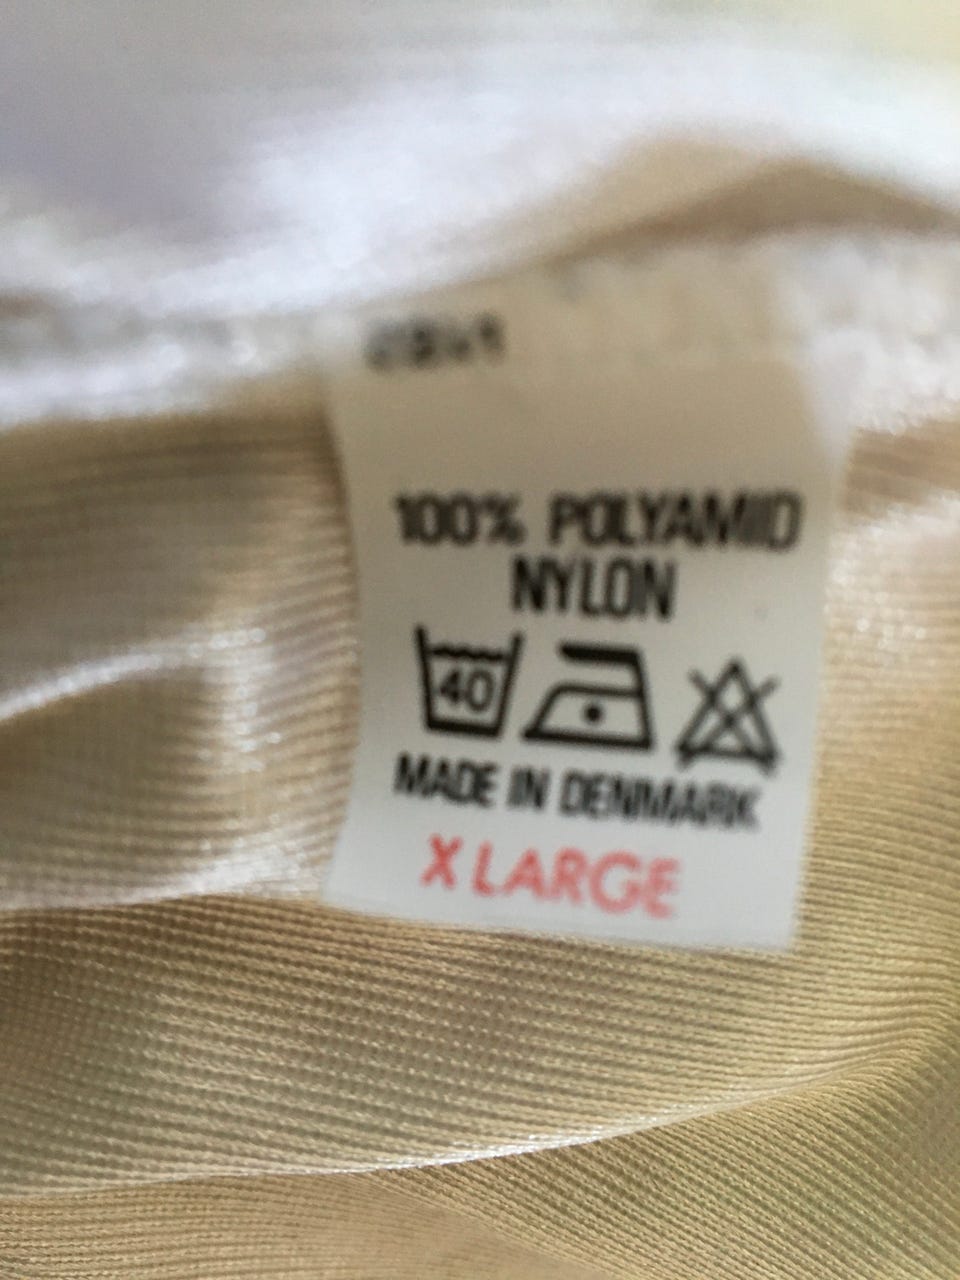 100% POLYAMID
NYLON
40
MADE IN DENMARK
X LARGE